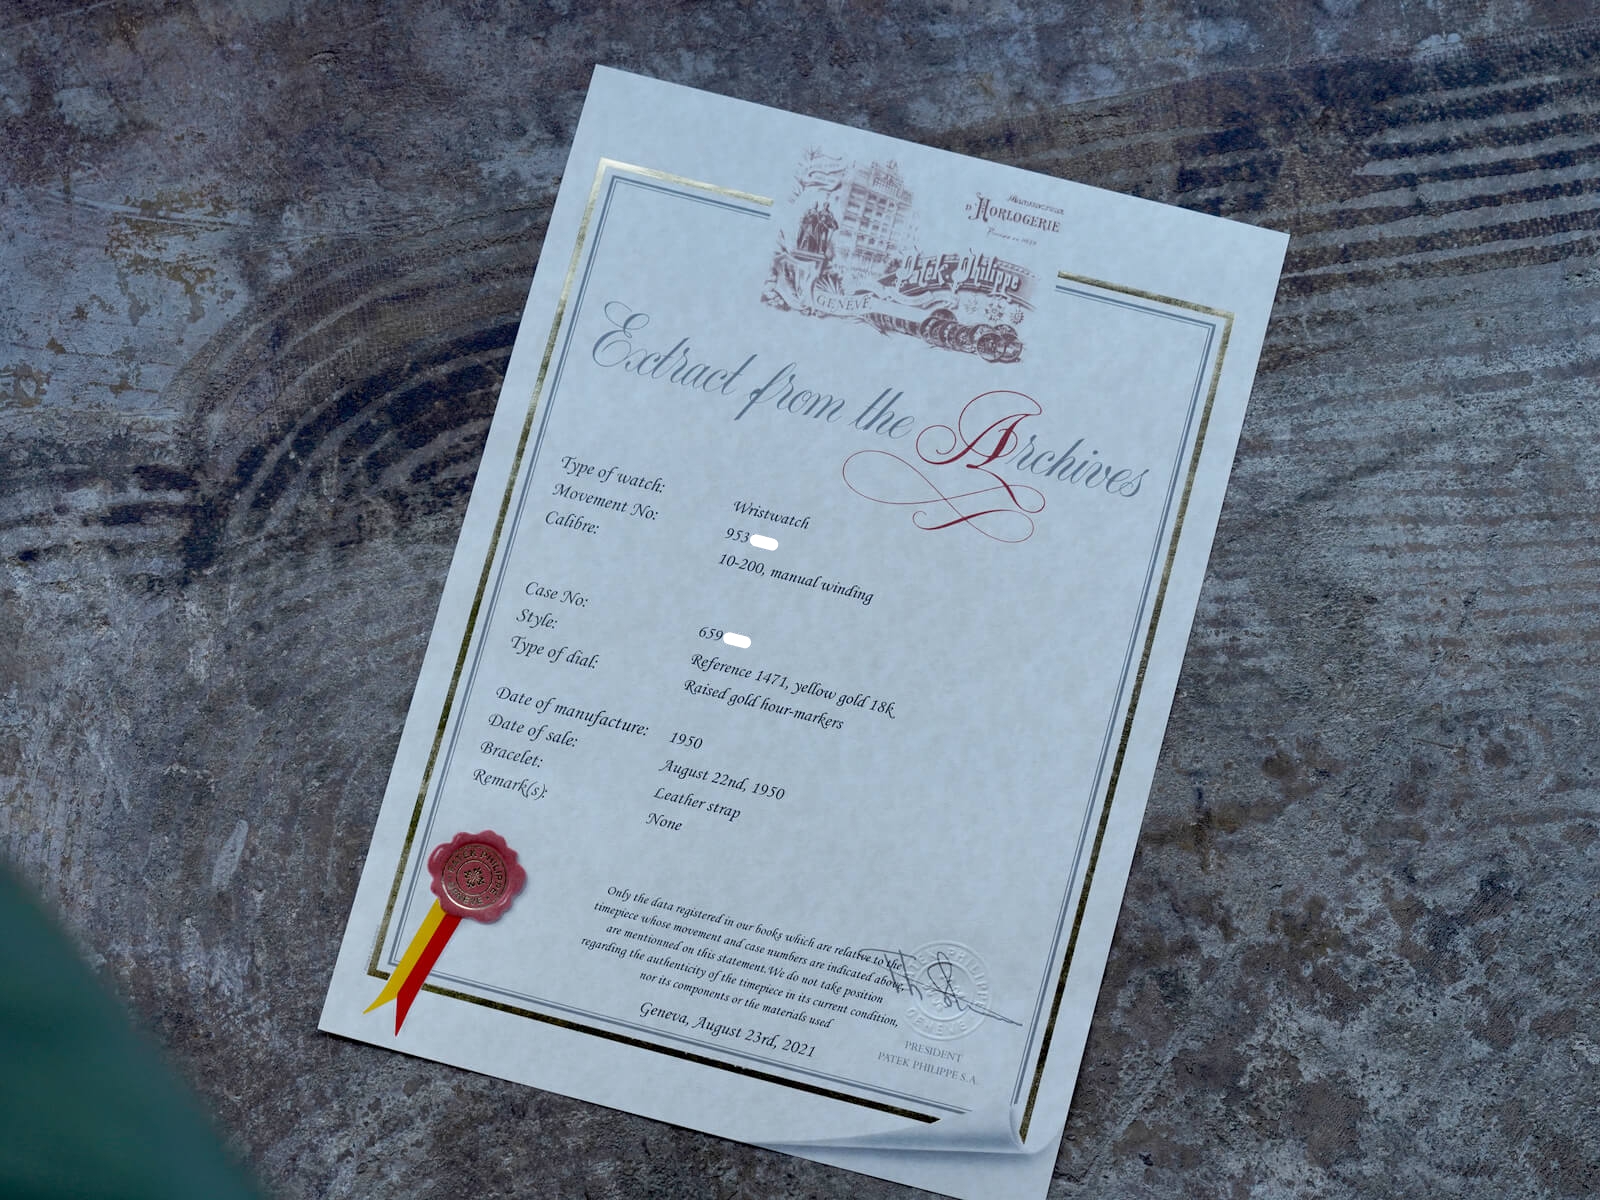 Manufacture
D'HORLOGERIE
PATEK PHILIPPE
GENÈVE
Extract from the Archives
Type of watch: Wristwatch
Movement No: 953
Calibre: 10-200, manual winding
Case No: 659
Style: Reference 1471, yellow gold 18k
Type of dial: Raised gold hour-markers
Date of manufacture: 1950
Date of sale: August 22nd, 1950
Bracelet: Leather strap
Remark(s): None
PATEK PHILIPPE
GENÈVE
Only the data registered in our books which are relative to the
timepiece whose movement and case numbers are indicated above,
are mentionned on this statement. We do not take position
regarding the authenticity of the timepiece in its current condition,
nor its components or the materials used
Geneva, August 23rd, 2021
PHILIPPE
GENÈVE
PRESIDENT
PATEK PHILIPPE S.A.